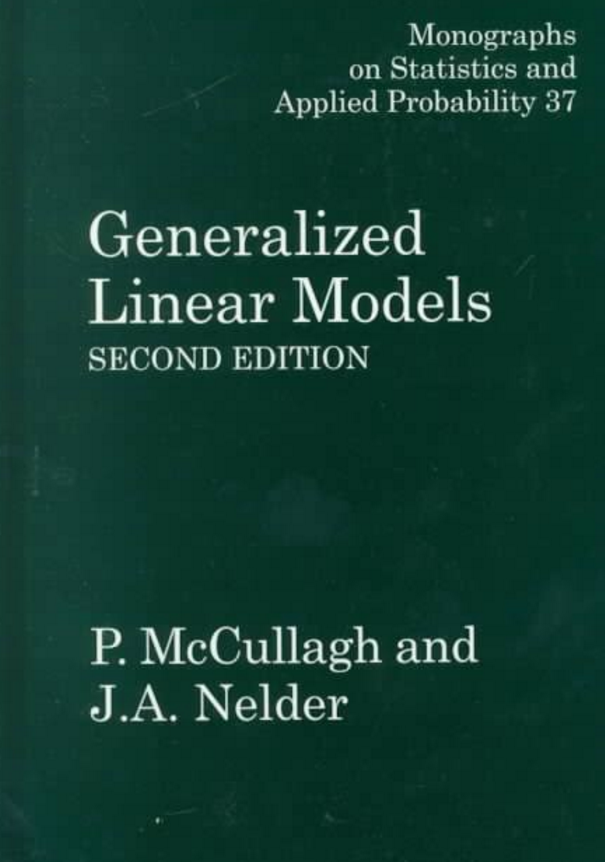 Monographs
on Statistics and
Applied Probability 37
Generalized
Linear Models
SECOND EDITION
P. McCullagh and
J.A. Nelder